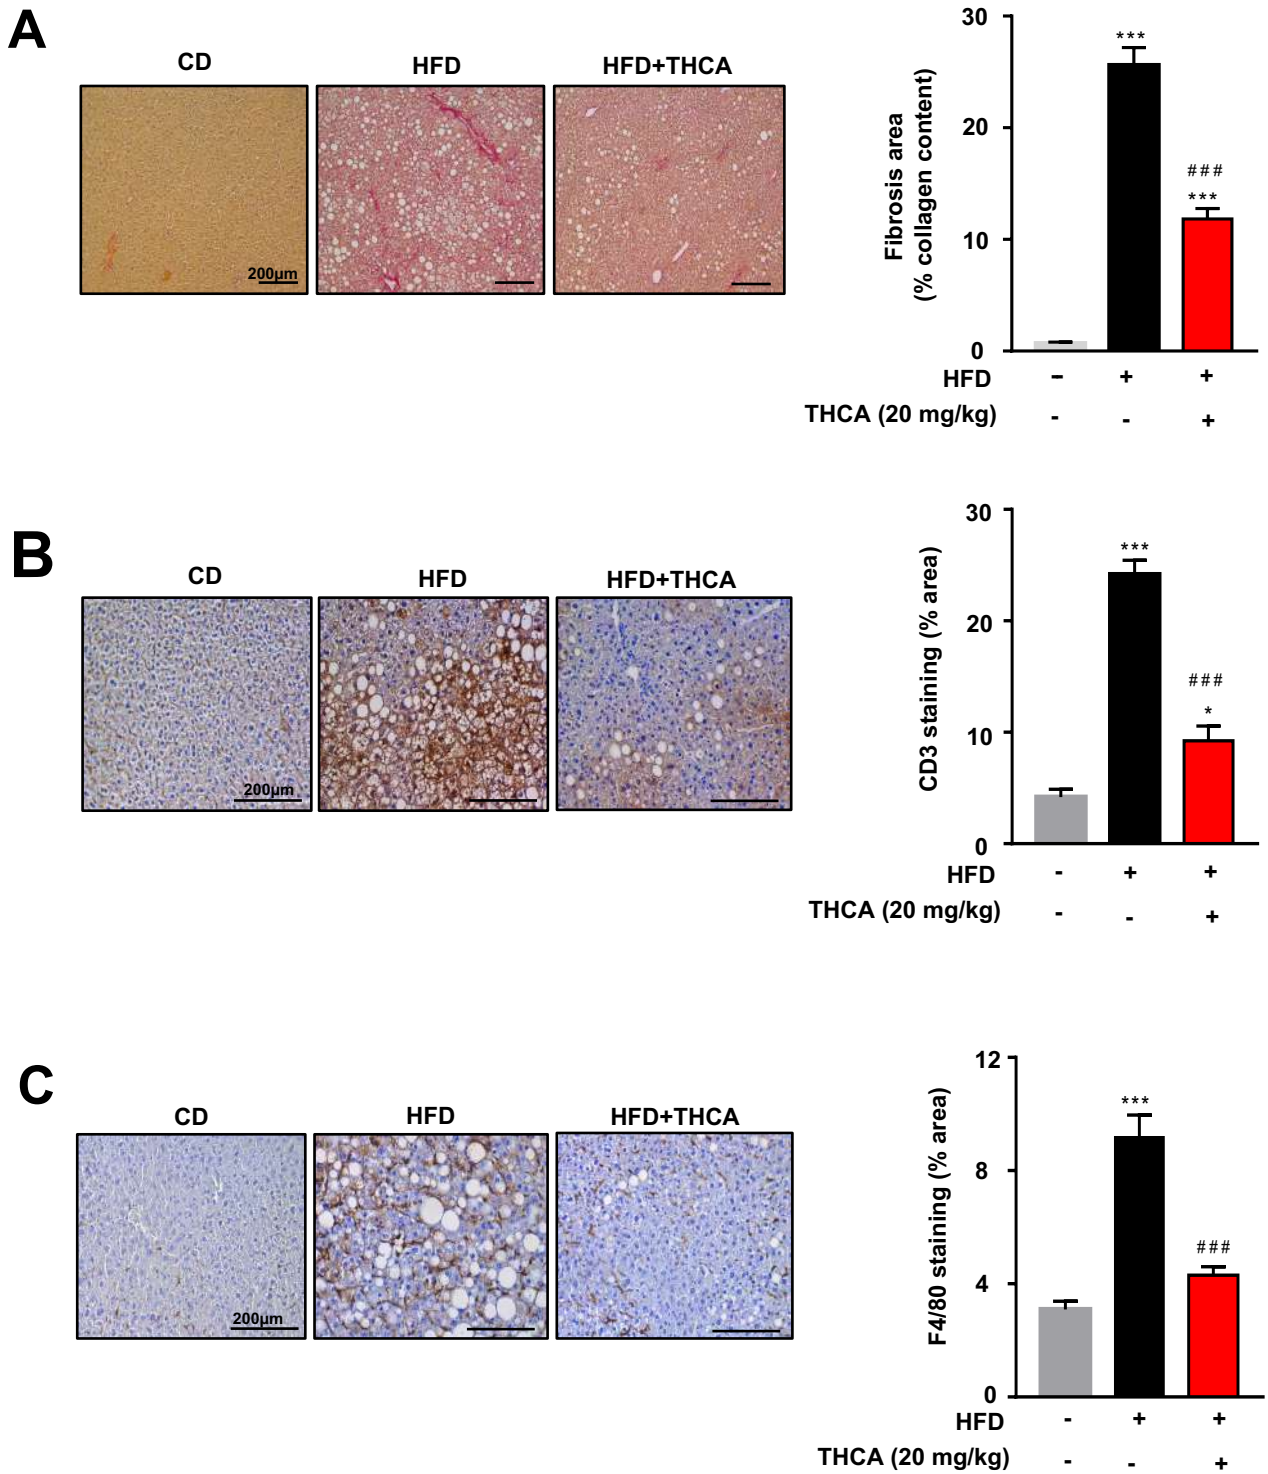 A
CD
HFD
HFD+THCA
200µm
Fibrosis area
(% collagen content)
30
20
10
0
***
###
***
HFD
– + +
THCA (20 mg/kg)
- - +
B
CD
HFD
HFD+THCA
200µm
CD3 staining (% area)
30
20
10
0
***
###
*
HFD
- + +
THCA (20 mg/kg)
- - +
C
CD
HFD
HFD+THCA
200µm
F4/80 staining (% area)
12
8
4
0
***
###
HFD
- + +
THCA (20 mg/kg)
- - +